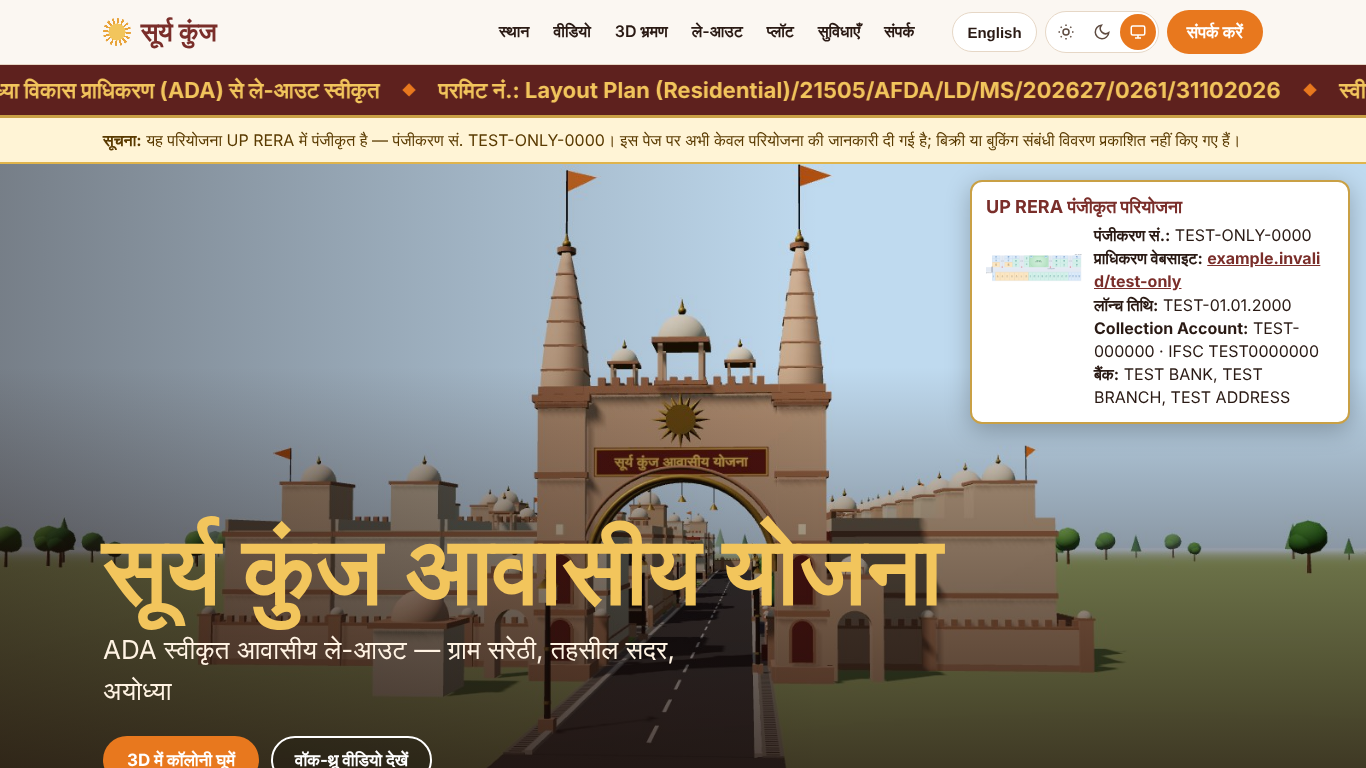 सूर्य कुंज
स्थान वीडियो 3D भ्रमण ले-आउट प्लॉट सुविधाएँ संपर्क English संपर्क करें
विकास प्राधिकरण (ADA) से ले-आउट स्वीकृत ◆ परमिट नं.: Layout Plan (Residential)/21505/AFDA/LD/MS/202627/0261/31102026 ◆
सूचना: यह परियोजना UP RERA में पंजीकृत है — पंजीकरण सं. TEST-ONLY-0000। इस पेज पर अभी केवल परियोजना की जानकारी दी गई है; बिक्री या बुकिंग संबंधी विवरण प्रकाशित नहीं किए गए हैं।
UP RERA पंजीकृत परियोजना
पंजीकरण सं.: TEST-ONLY-0000
प्राधिकरण वेबसाइट: example.invali
d/test-only
लॉन्च तिथि: TEST-01.01.2000
Collection Account: TEST-
000000 · IFSC TEST0000000
बैंक: TEST BANK, TEST
BRANCH, TEST ADDRESS
सूर्य कुंज आवासीय योजना
सूर्य कुंज आवासीय योजना
ADA स्वीकृत आवासीय ले-आउट — ग्राम सरेठी, तहसील सदर,
अयोध्या
3D में कॉलोनी घूमें वॉक-थ्रू वीडियो देखें